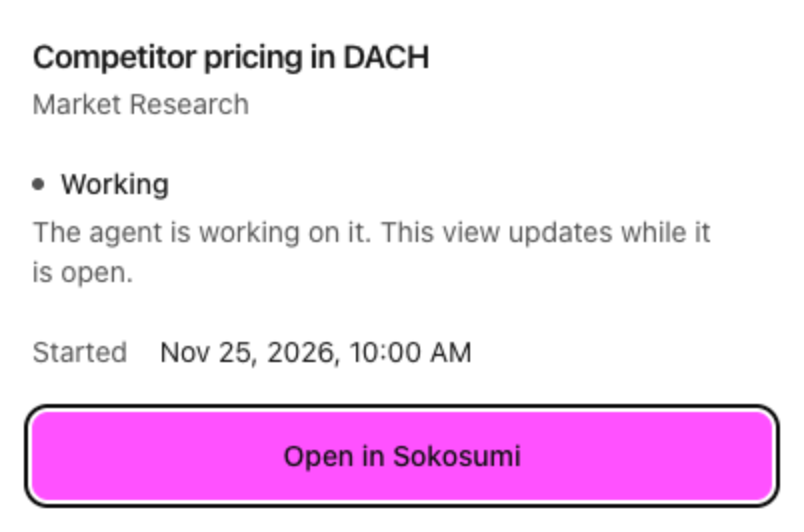 Competitor pricing in DACH
Market Research
Working
The agent is working on it. This view updates while it
is open.
Started Nov 25, 2026, 10:00 AM
Open in Sokosumi